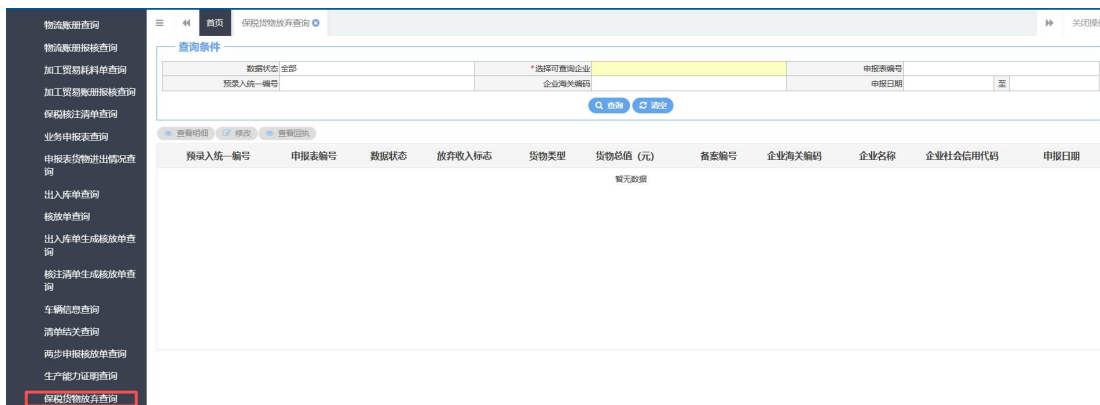 物流账册查询
物流账册报核查询
加工贸易耗料单查询
加工贸易账册报核查询
保税核注清单查询
业务申报表查询
申报表货物进出情况查
询
出入库单查询
核放单查询
出入库单生成核放单查
询
核注清单生成核放单查
询
车辆信息查询
清单结关查询
两步申报核放单查询
生产能力证明查询
保税货物放弃查询
首页 保税货物放弃查询 关闭操
查询条件
数据状态 全部 *选择可查询企业 申报表编号
预录入统一编号 企业海关编码 申报日期 至
查询 清空
查看明细 修改 查看回执
预录入统一编号 申报表编号 数据状态 放弃收入标志 货物类型 货物总值 (元) 备案编号 企业海关编码 企业名称 企业社会信用代码 申报日期
暂无数据